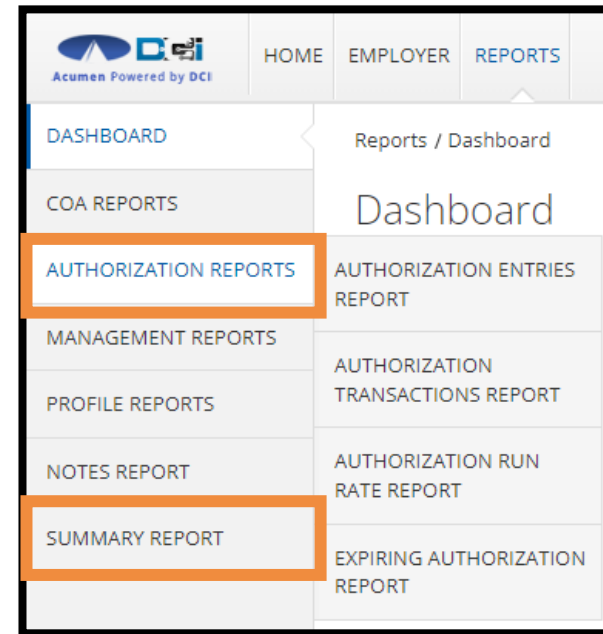 DCi
Acumen Powered by DCI
HOME EMPLOYER REPORTS
DASHBOARD
Reports / Dashboard
COA REPORTS
Dashboard
AUTHORIZATION REPORTS
AUTHORIZATION ENTRIES
REPORT
MANAGEMENT REPORTS
AUTHORIZATION
TRANSACTIONS REPORT
PROFILE REPORTS
AUTHORIZATION RUN
RATE REPORT
NOTES REPORT
SUMMARY REPORT
EXPIRING AUTHORIZATION
REPORT